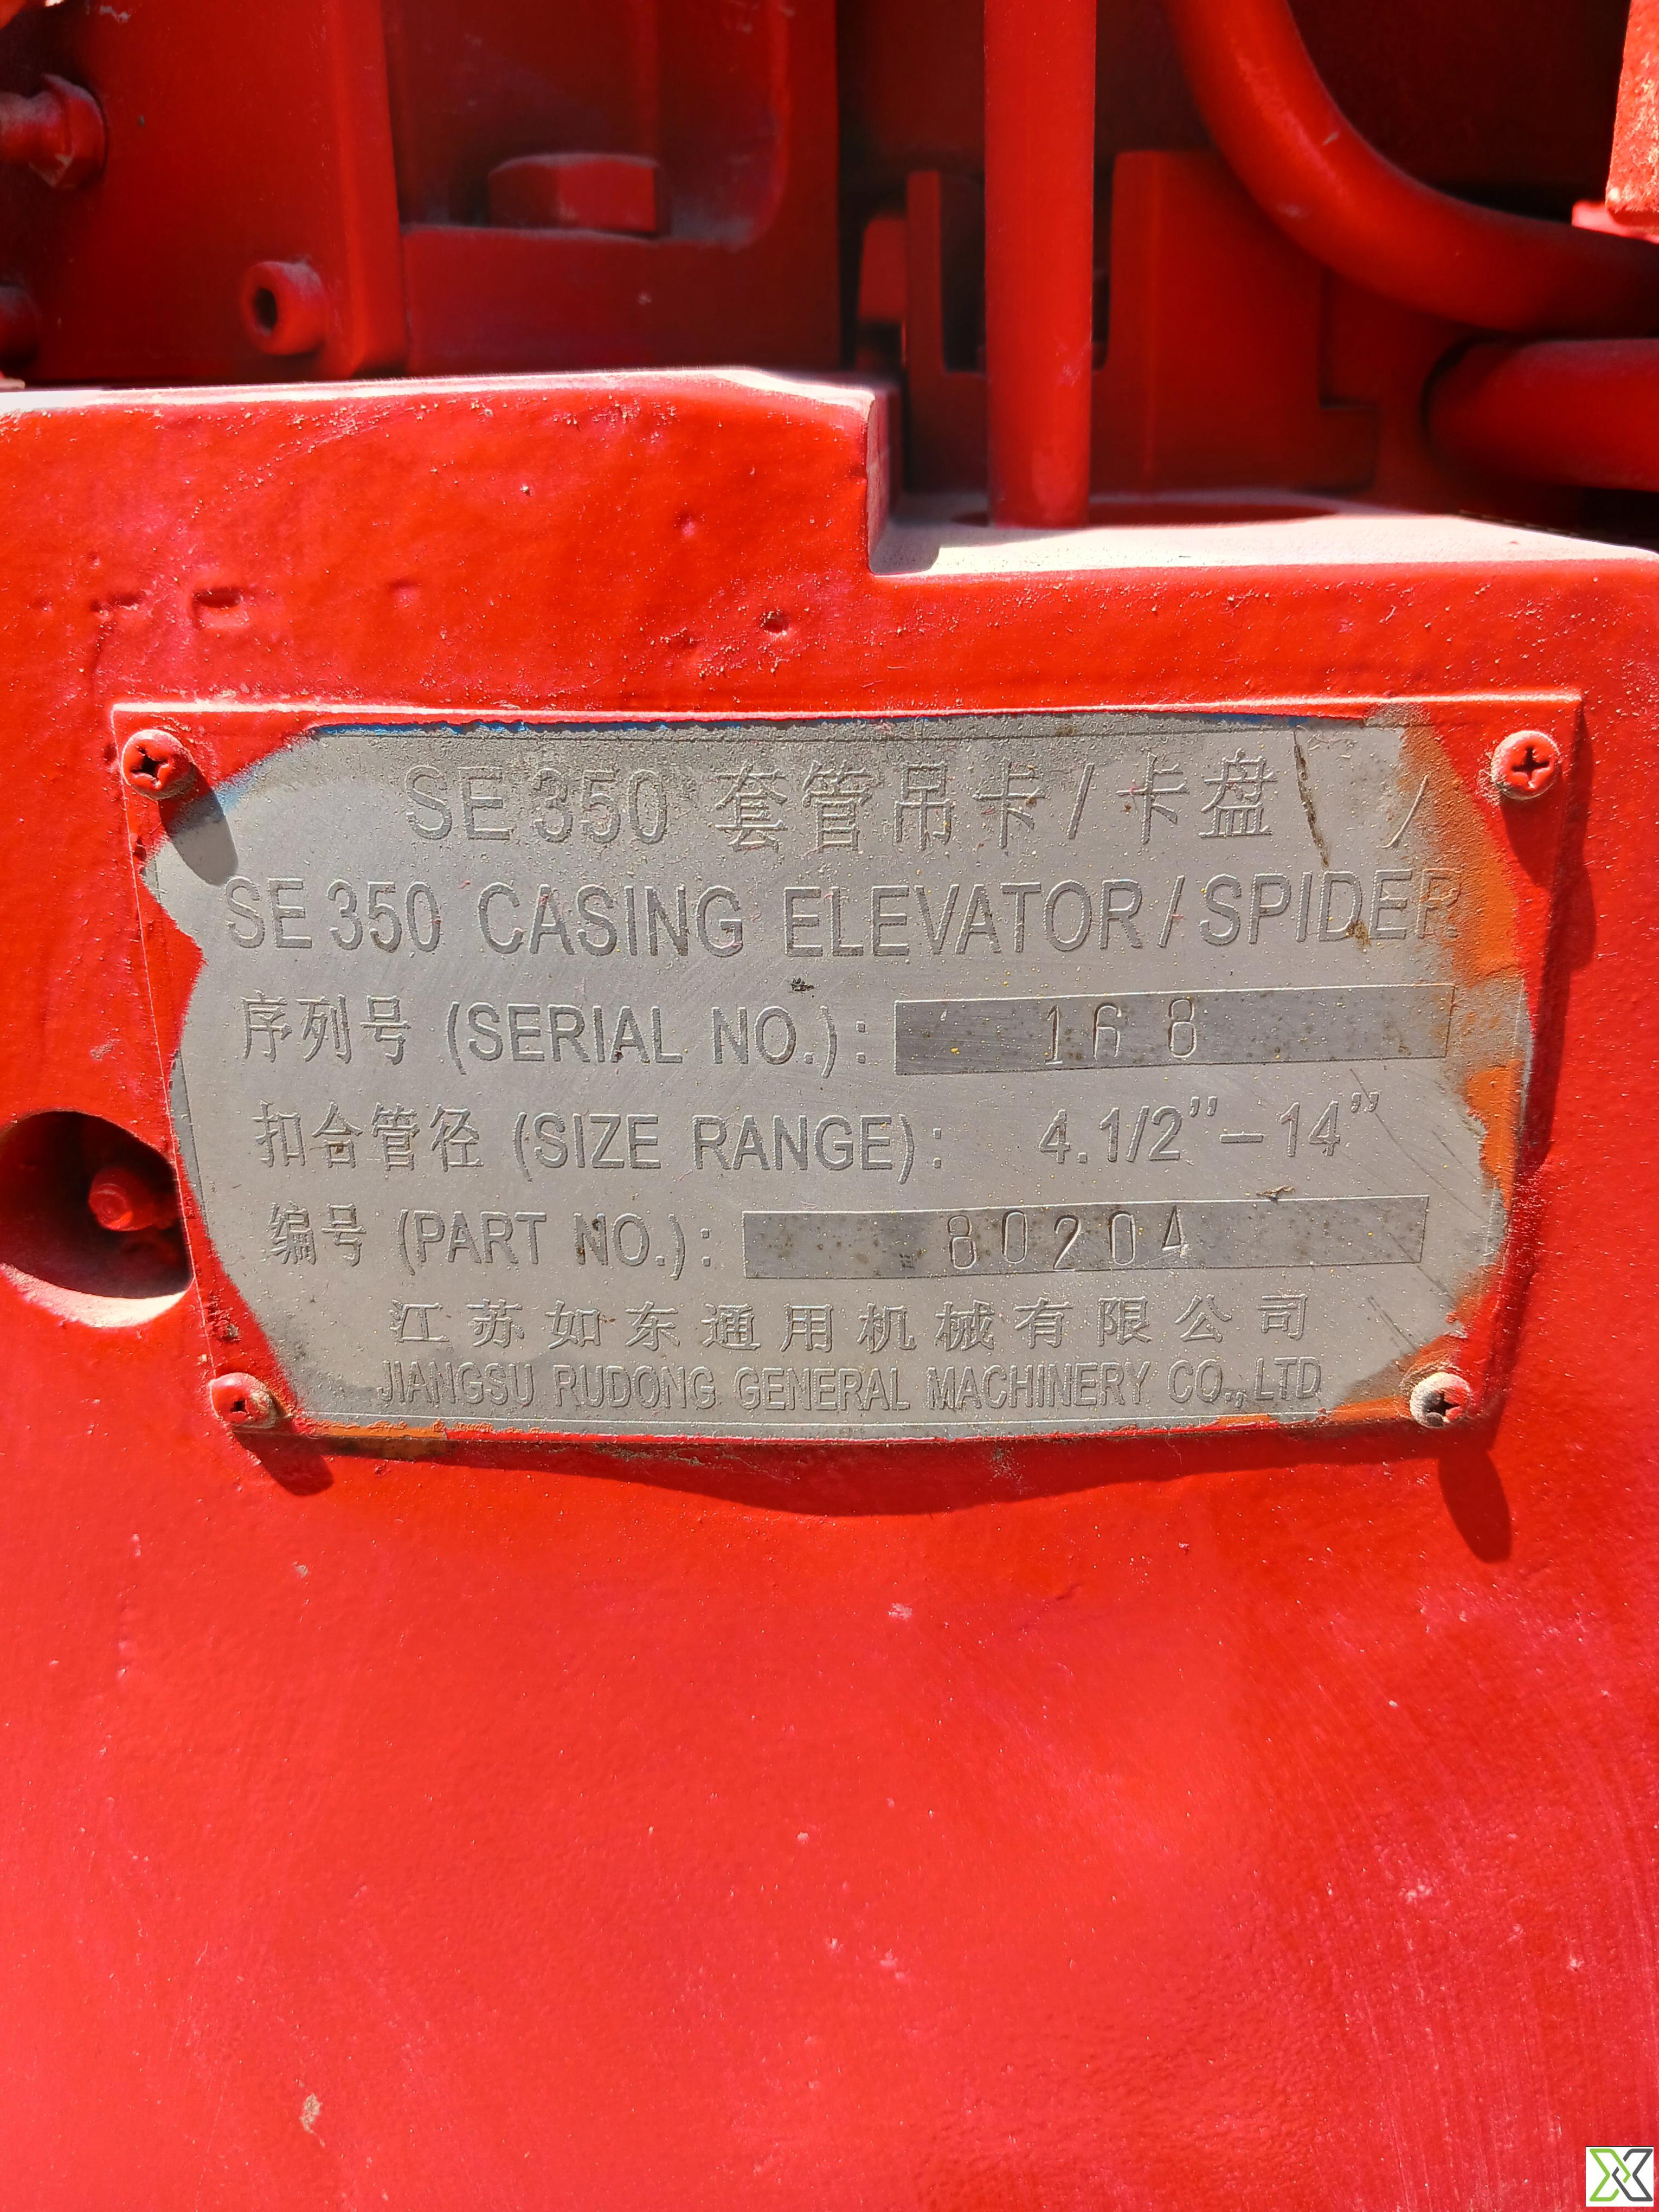 SE 350 套管吊卡/卡盘
SE 350 CASING ELEVATOR/SPIDER
序列号 (SERIAL NO.): 168
扣合管径 (SIZE RANGE): 4.1/2"-14"
编号 (PART NO.): 80204
江苏如东通用机械有限公司
JIANGSU RUDONG GENERAL MACHINERY CO.,LTD